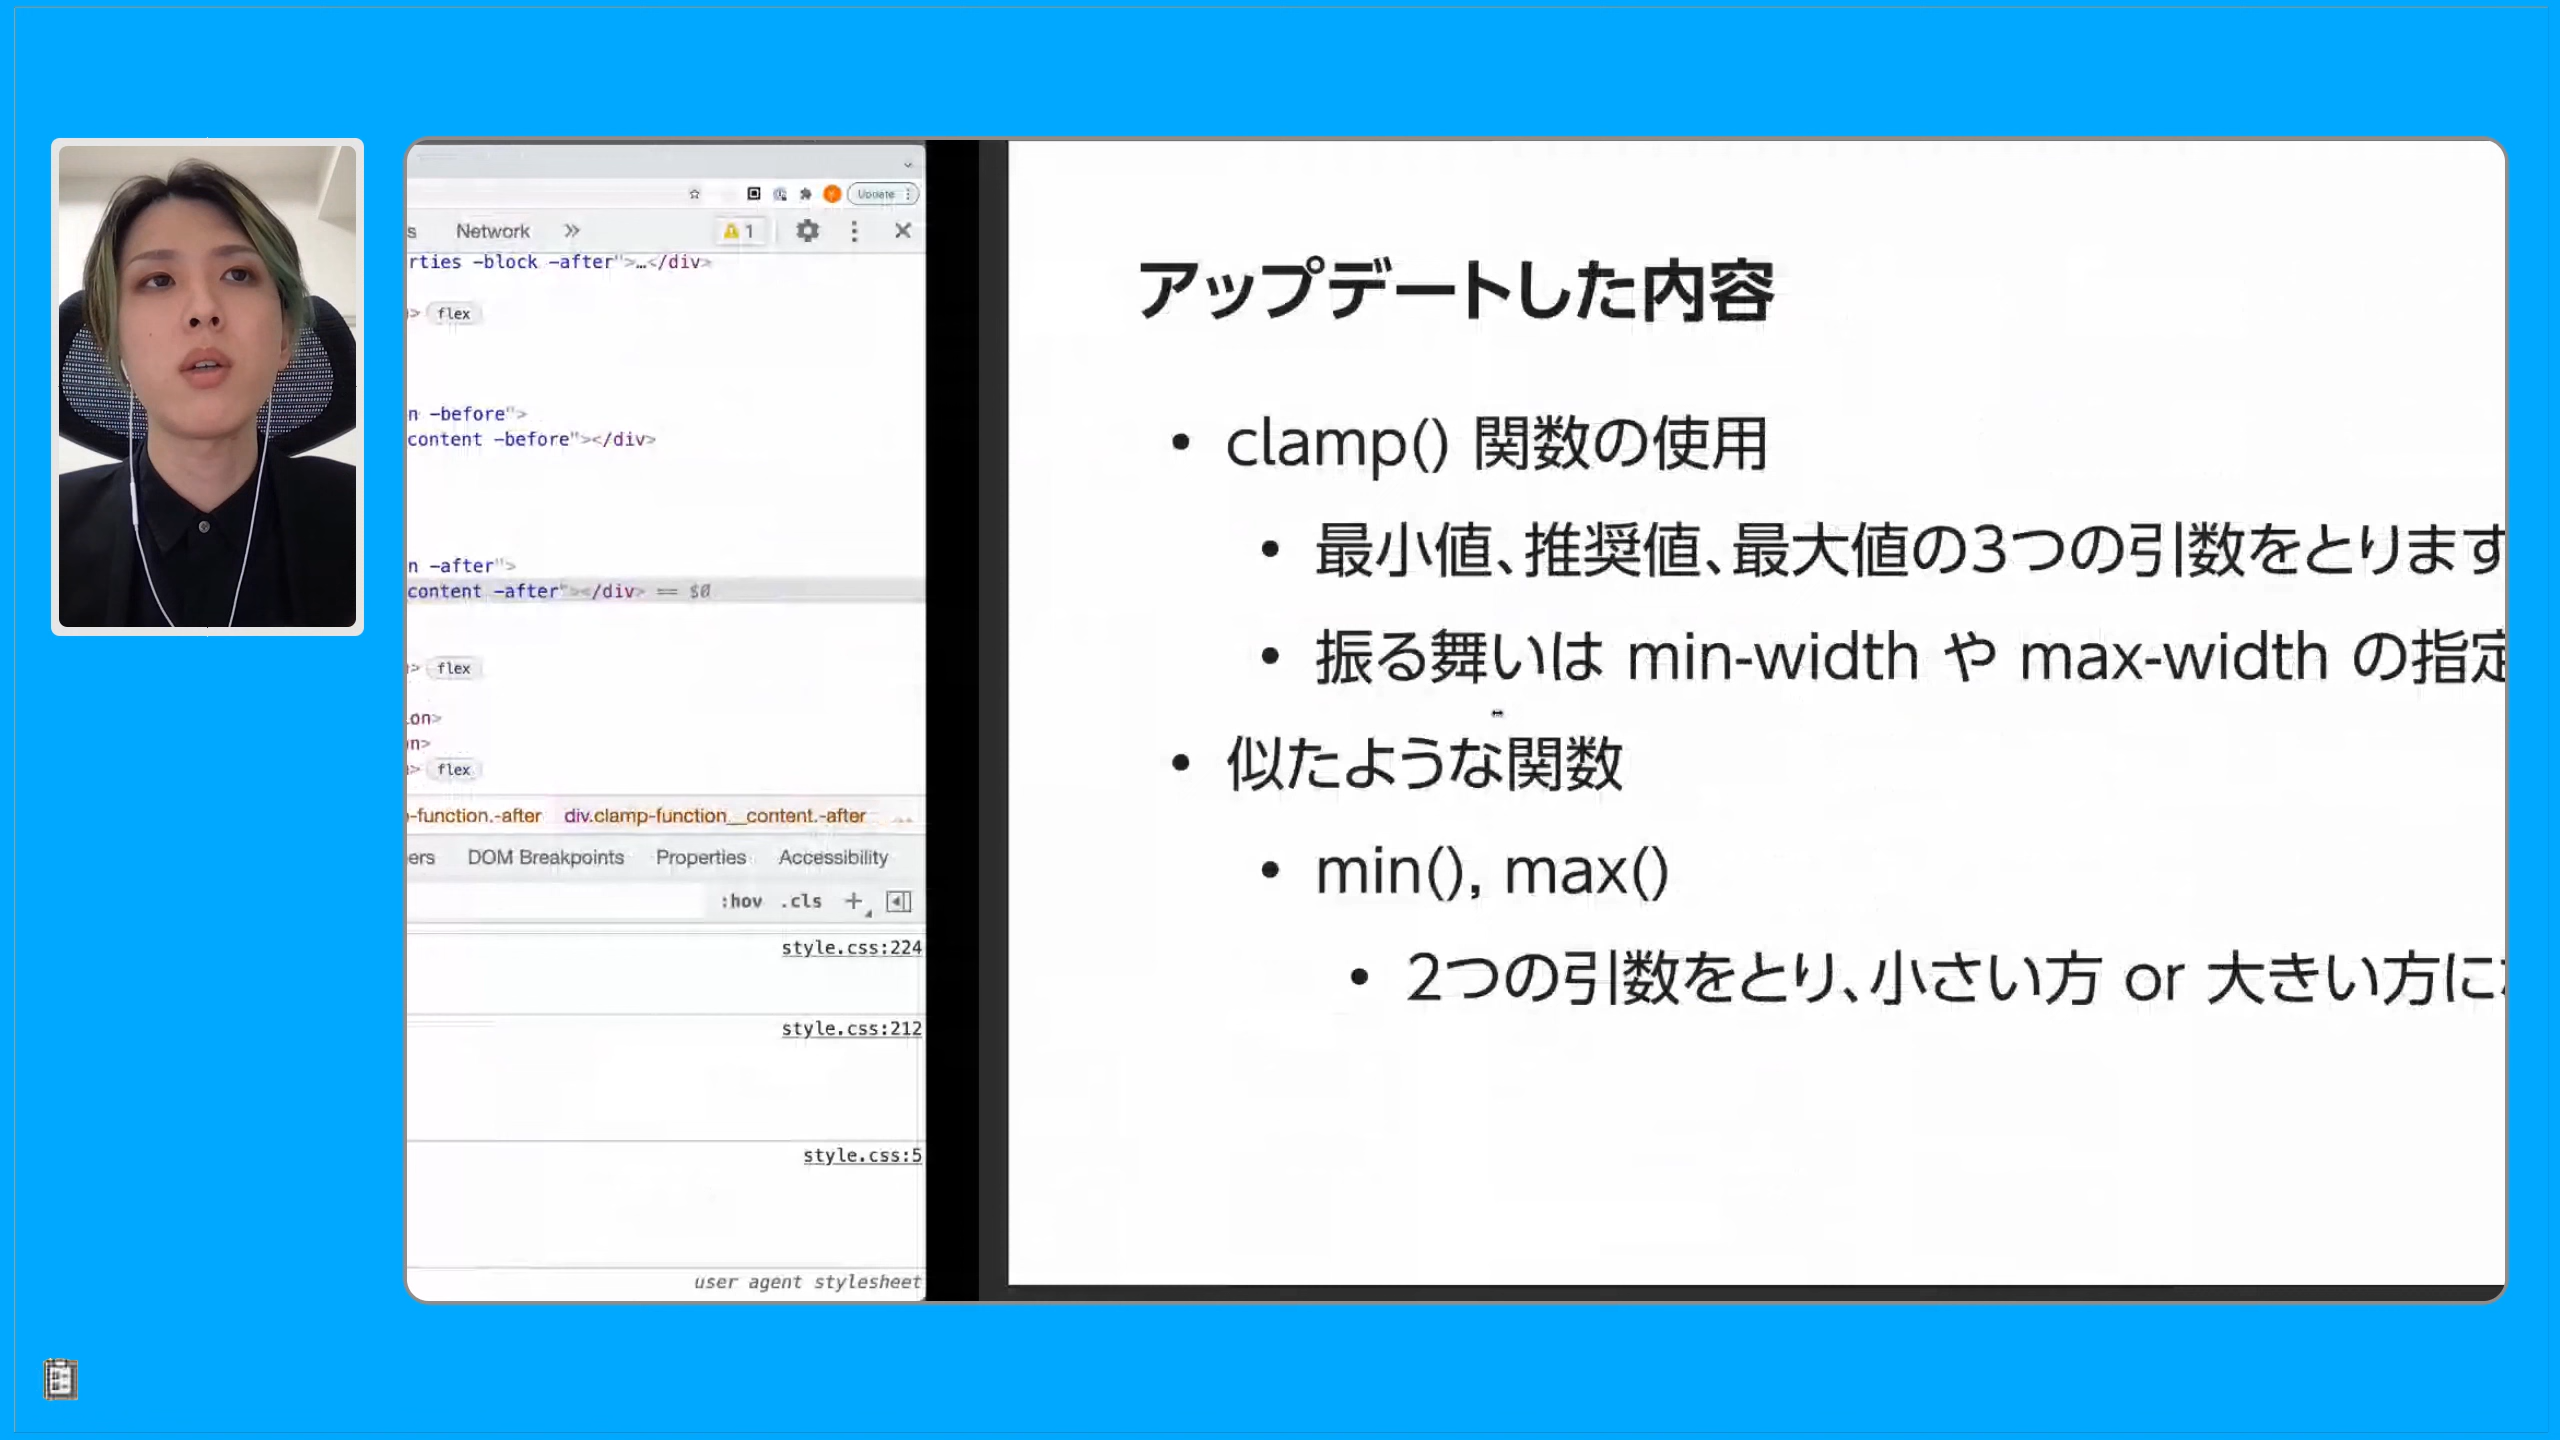 Update
s Network »
1
rties -block -after">…</div>
> flex
n -before">
content -before"></div>
n -after">
content -after"></div> == $0
> flex
on>
n>
> flex
-function.-after div.clamp-function__content.-after
ers DOM Breakpoints Properties Accessibility
:hov .cls +
style.css:224
style.css:212
style.css:5
user agent stylesheet
アップデートした内容
• clamp() 関数の使用
• 最小値、推奨値、最大値の3つの引数をとります
• 振る舞いは min-width や max-width の指定
• 似たような関数
• min(), max()
• 2つの引数をとり、小さい方 or 大きい方に